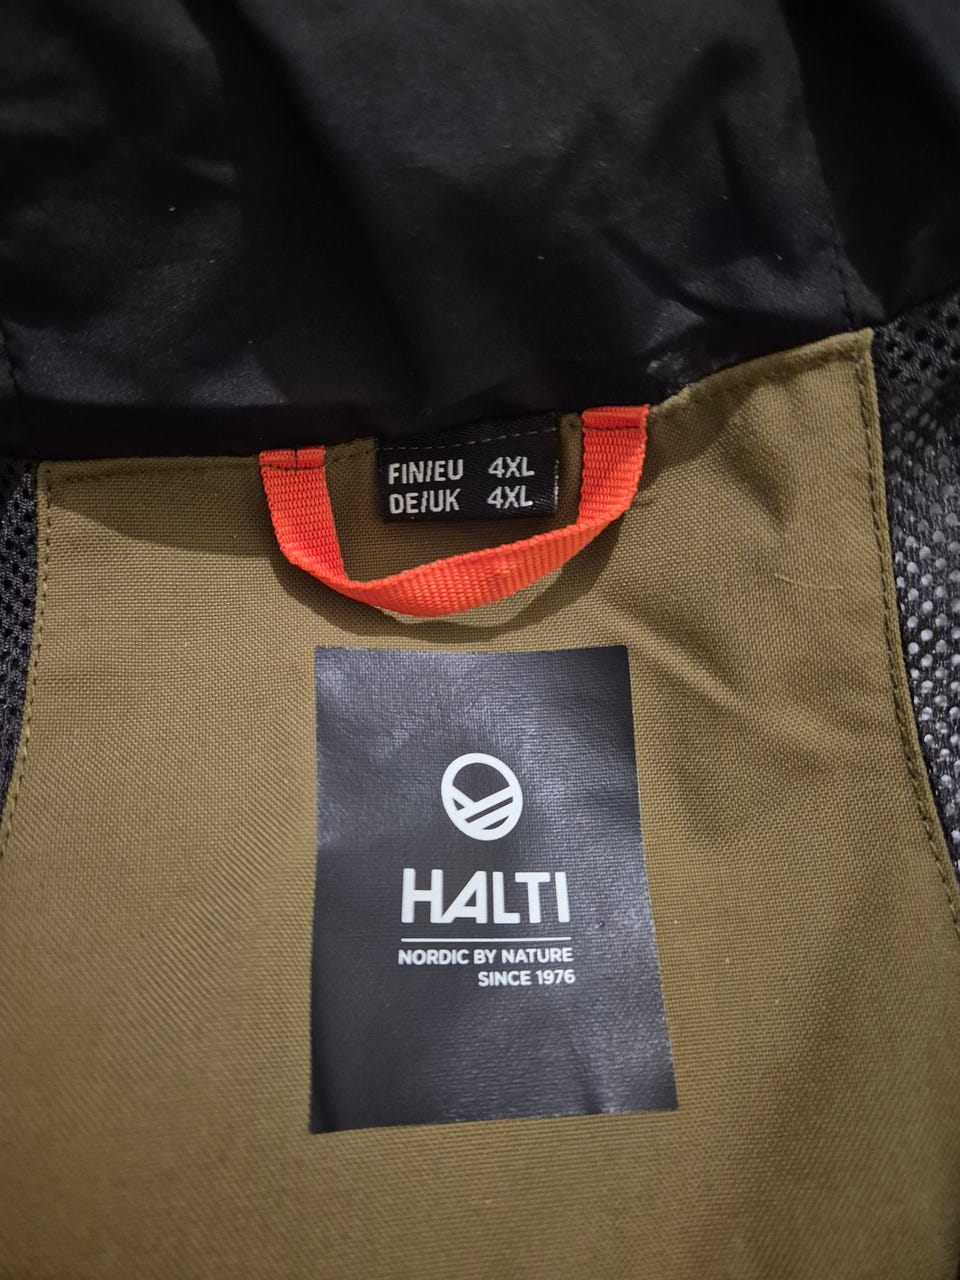 FIN/EU 4XL
DE/UK 4XL
HALTI
NORDIC BY NATURE
SINCE 1976